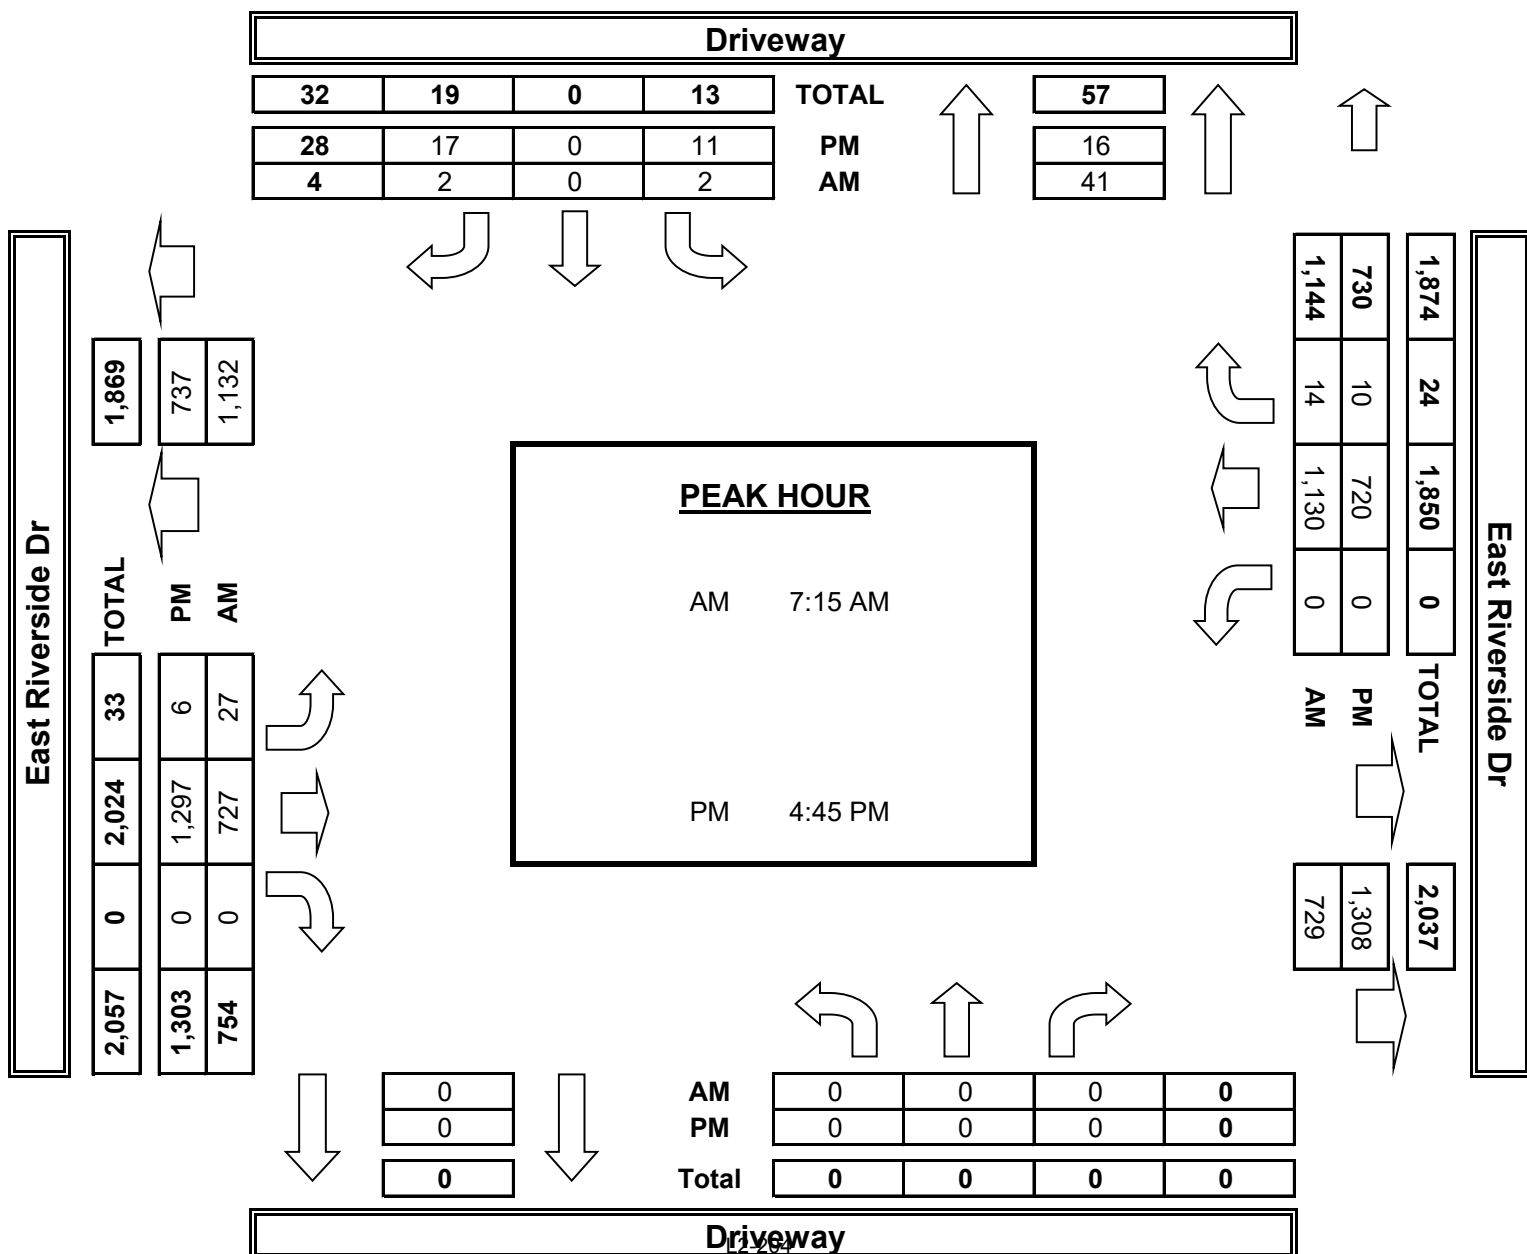 Driveway
32 19 0 13 TOTAL 57
28 17 0 11 PM 16
4 2 0 2 AM 41
East Riverside Dr
1,869
737
1,132
TOTAL
PM
AM
33 2,024 0 2,057
6 1,297 0 1,303
27 727 0 754
PEAK HOUR
AM 7:15 AM
PM 4:45 PM
1,874 24 1,850 0 TOTAL
730 10 720 0 PM
1,144 14 1,130 0 AM
2,037
1,308
729
East Riverside Dr
0 AM 0 0 0 0
0 PM 0 0 0 0
0 Total 0 0 0 0
Driveway
L2-264